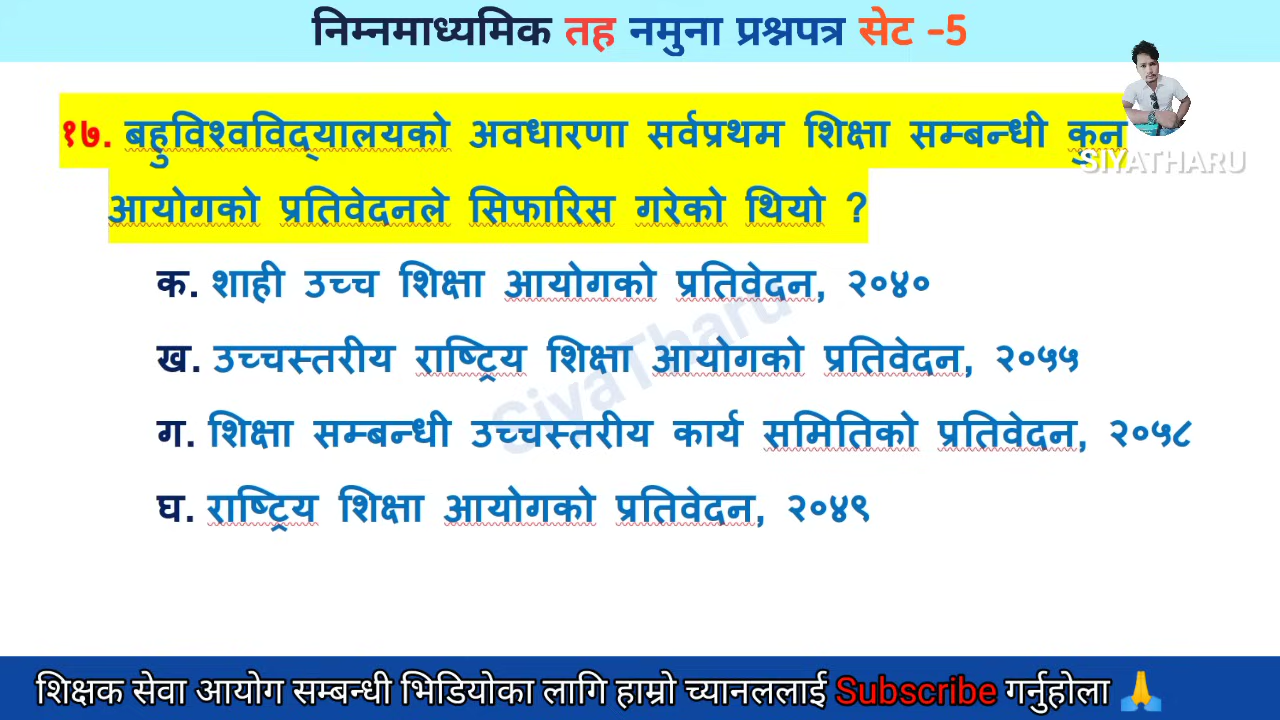 निम्नमाध्यमिक तह नमुना प्रश्नपत्र सेट -5
१७. बहुविश्वविद्यालयको अवधारणा सर्वप्रथम शिक्षा सम्बन्धी कुन
SIYATHARU
आयोगको प्रतिवेदनले सिफारिस गरेको थियो ?
क. शाही उच्च शिक्षा आयोगको प्रतिवेदन, २०४०
ख. उच्चस्तरीय राष्ट्रिय शिक्षा आयोगको प्रतिवेदन, २०५५
ग. शिक्षा सम्बन्धी उच्चस्तरीय कार्य समितिको प्रतिवेदन, २०५८
घ. राष्ट्रिय शिक्षा आयोगको प्रतिवेदन, २०४९
SiyaTharu
शिक्षक सेवा आयोग सम्बन्धी भिडियोका लागि हाम्रो च्यानललाई Subscribe गर्नुहोला 🙏